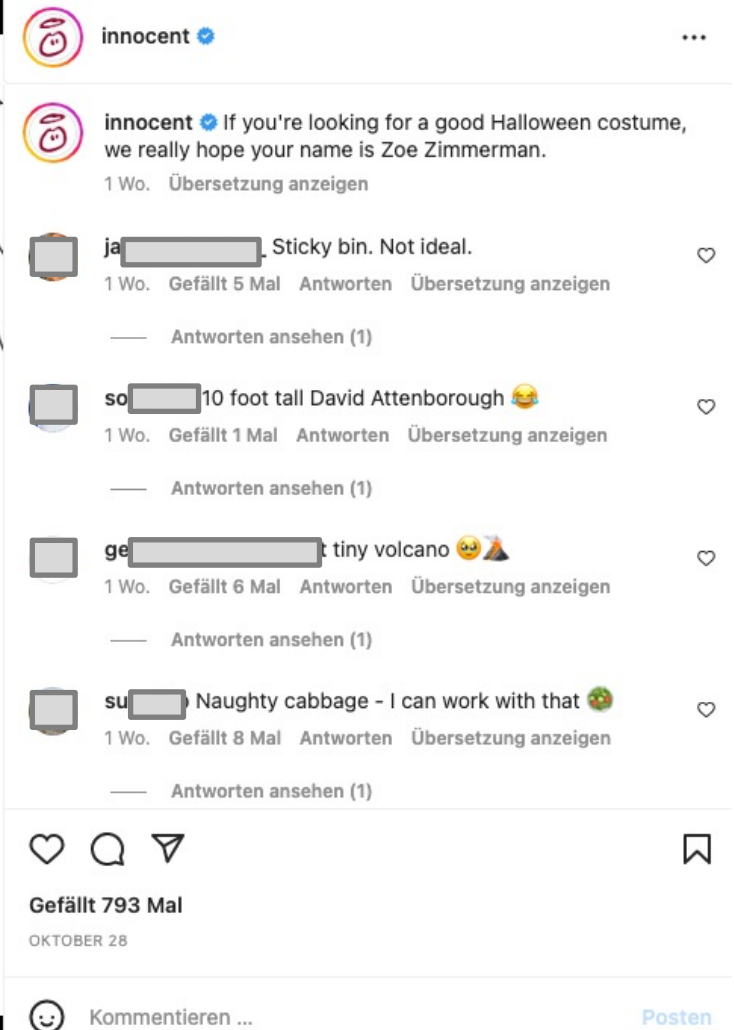 innocent
innocent If you're looking for a good Halloween costume,
we really hope your name is Zoe Zimmerman.
1 Wo. Übersetzung anzeigen
ja Sticky bin. Not ideal.
1 Wo. Gefällt 5 Mal Antworten Übersetzung anzeigen
Antworten ansehen (1)
so 10 foot tall David Attenborough 😂
1 Wo. Gefällt 1 Mal Antworten Übersetzung anzeigen
Antworten ansehen (1)
ge tiny volcano 🥹🌋
1 Wo. Gefällt 6 Mal Antworten Übersetzung anzeigen
Antworten ansehen (1)
su Naughty cabbage - I can work with that
1 Wo. Gefällt 8 Mal Antworten Übersetzung anzeigen
Antworten ansehen (1)
Gefällt 793 Mal
OKTOBER 28
Kommentieren ... Posten